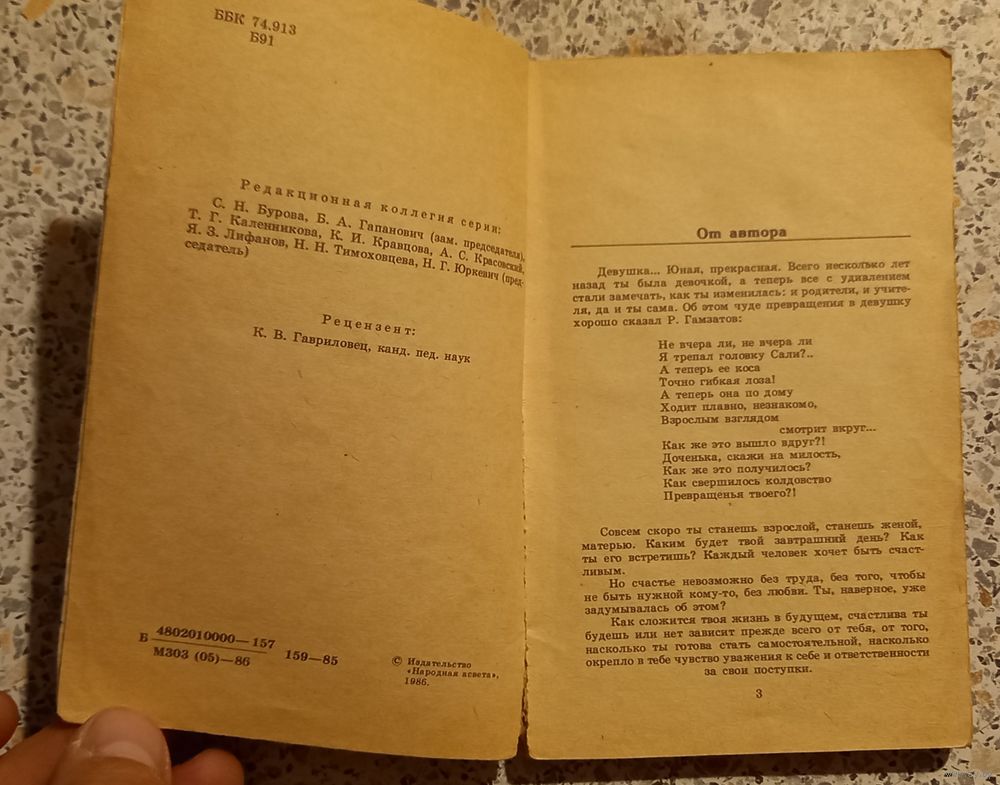 ББК 74.913
Б91
Редакционная коллегия серии:
С. Н. Бурова, Б. А. Гапанович (зам. председателя),
Т. Г. Каленникова, К. И. Кравцова, А. С. Красовский,
Я. З. Лифанов, Н. Н. Тимоховцева, Н. Г. Юркевич (пред-
седатель)
Рецензент:
К. В. Гавриловец, канд. пед. наук
Б 4802010000—157
М303 (05)—86
159—85
© Издательство
«Народная асвета»,
1986.
От автора
Девушка... Юная, прекрасная. Всего несколько лет
назад ты была девочкой, а теперь все с удивлением
стали замечать, как ты изменилась: и родители, и учите-
ля, да и ты сама. Об этом чуде превращения в девушку
хорошо сказал Р. Гамзатов:
Не вчера ли, не вчера ли
Я трепал головку Сали?..
А теперь ее коса
Точно гибкая лоза!
А теперь она по дому
Ходит плавно, незнакомо,
Взрослым взглядом
смотрит вкруг...
Как же это вышло вдруг?!
Доченька, скажи на милость,
Как же это получилось?
Как свершилось колдовство
Превращенья твоего?!
Совсем скоро ты станешь взрослой, станешь женой,
матерью. Каким будет твой завтрашний день? Как
ты его встретишь? Каждый человек хочет быть счаст-
ливым.
Но счастье невозможно без труда, без того, чтобы
не быть нужной кому-то, без любви. Ты, наверное, уже
задумывалась об этом?
Как сложится твоя жизнь в будущем, счастлива ты
будешь или нет зависит прежде всего от тебя, от того,
насколько ты готова стать самостоятельной, насколько
окрепло в тебе чувство уважения к себе и ответственности
за свои поступки.
3